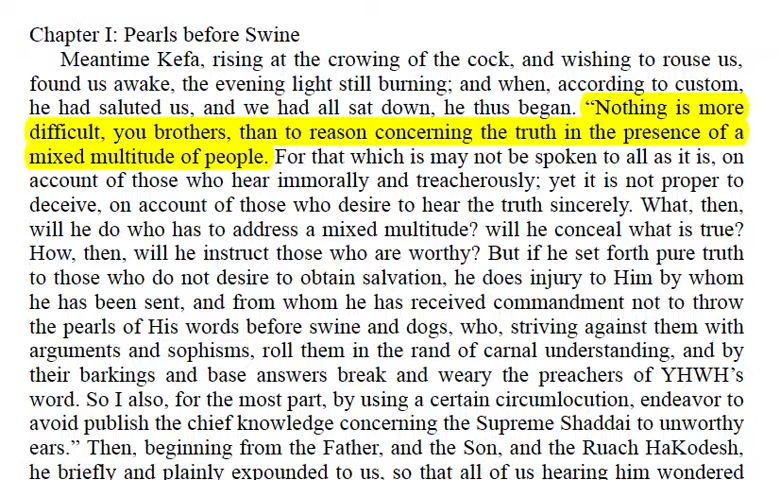 Chapter I: Pearls before Swine
Meantime Kefa, rising at the crowing of the cock, and wishing to rouse us,
found us awake, the evening light still burning; and when, according to custom,
he had saluted us, and we had all sat down, he thus began. “Nothing is more
difficult, you brothers, than to reason concerning the truth in the presence of a
mixed multitude of people. For that which is may not be spoken to all as it is, on
account of those who hear immorally and treacherously; yet it is not proper to
deceive, on account of those who desire to hear the truth sincerely. What, then,
will he do who has to address a mixed multitude? will he conceal what is true?
How, then, will he instruct those who are worthy? But if he set forth pure truth
to those who do not desire to obtain salvation, he does injury to Him by whom
he has been sent, and from whom he has received commandment not to throw
the pearls of His words before swine and dogs, who, striving against them with
arguments and sophisms, roll them in the rand of carnal understanding, and by
their barkings and base answers break and weary the preachers of YHWH’s
word. So I also, for the most part, by using a certain circumlocution, endeavor to
avoid publish the chief knowledge concerning the Supreme Shaddai to unworthy
ears.” Then, beginning from the Father, and the Son, and the Ruach HaKodesh,
he briefly and plainly expounded to us, so that all of us hearing him wondered